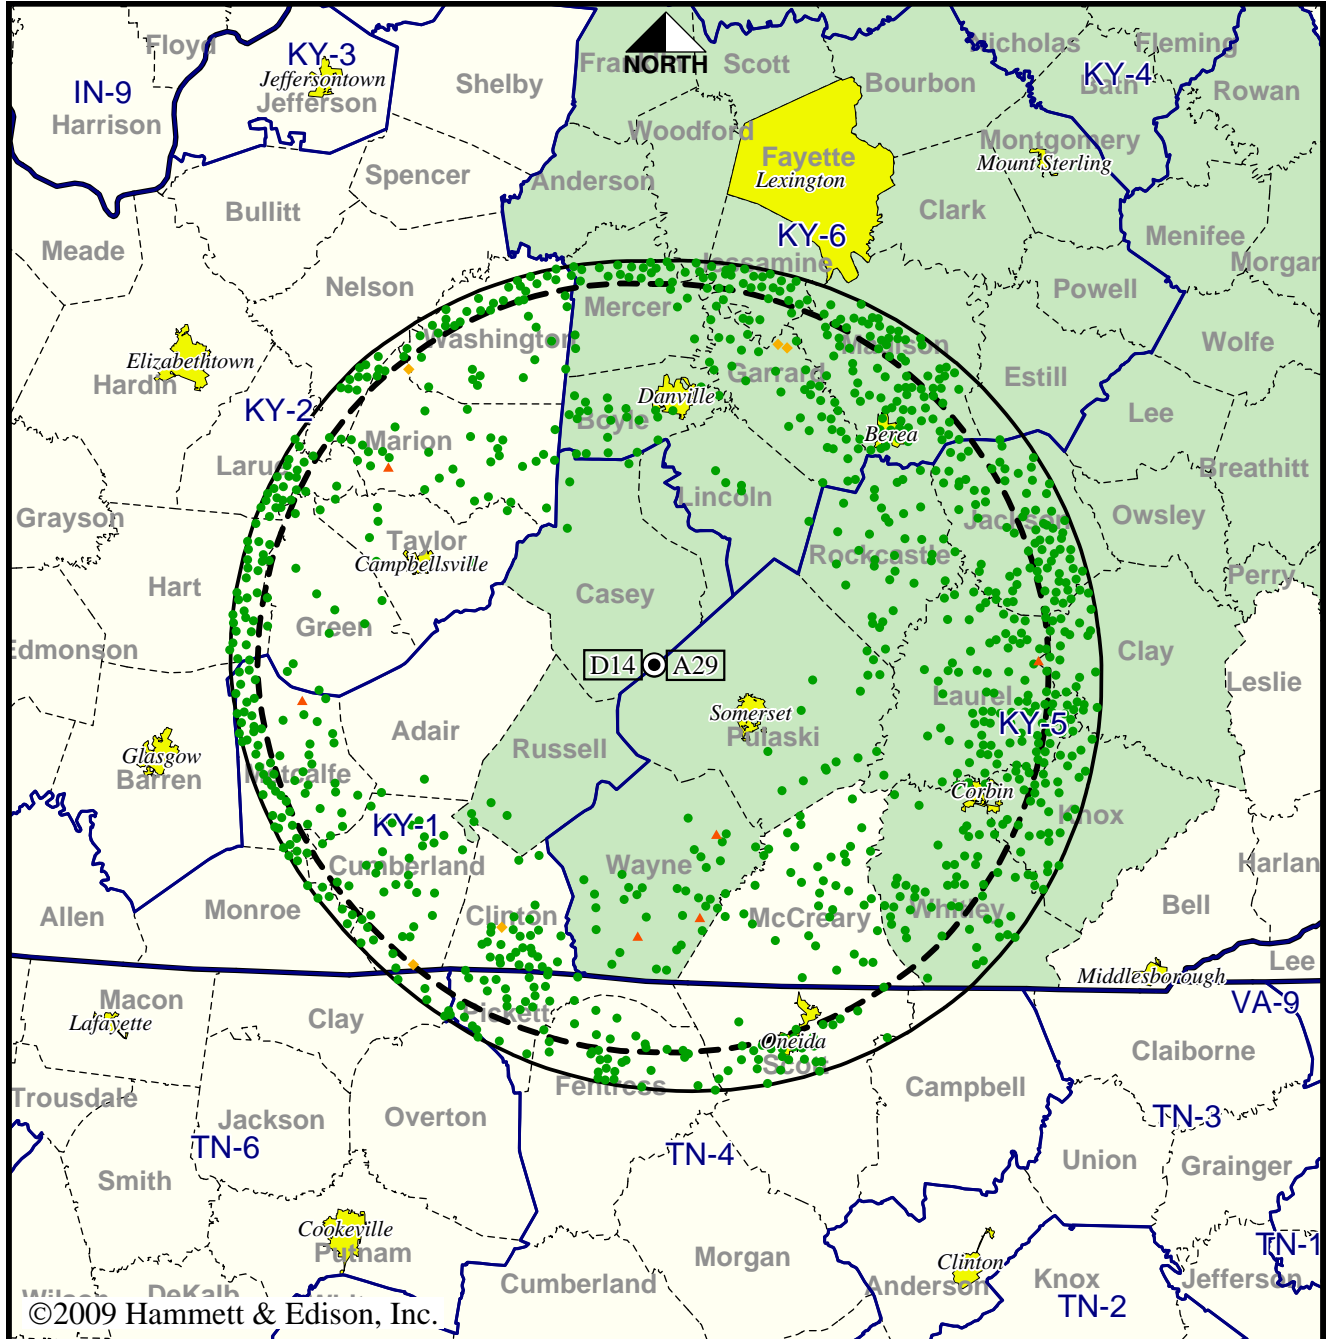 Floyd
KY-3
Jeffersontown
Jefferson
IN-9
Harrison
Shelby
NORTH
Scott
Bourbon
Nicholas
Fleming
KY-4
Bath
Rowan
Woodford
Fayette
Lexington
Montgomery
Mount Sterling
Spencer
Anderson
Bullitt
Clark
KY-6
Meade
Menifee
Morgan
Nelson
Jessamine
Powell
Mercer
Washington
Madison
Wolfe
Elizabethtown
Hardin
Garrard
Estill
Danville
KY-2
Boyle
Lee
Marion
Berea
Larue
Breathitt
Lincoln
Grayson
Jackson
Owsley
Taylor
Campbellsville
Rockcastle
Hart
Casey
Perry
Green
Edmonson
Clay
D14
A29
Leslie
Laurel
Somerset
Pulaski
KY-5
Adair
Russell
Glasgow
Barren
Metcalfe
Corbin
Knox
KY-1
Cumberland
Wayne
Harlan
Allen
Monroe
Clinton
McCreary
Whitley
Bell
Lee
Middlesborough
VA-9
Macon
Lafayette
Clay
Pickett
Oneida
Scott
Claiborne
Fentress
Campbell
Trousdale
Jackson
Overton
TN-3
TN-6
TN-4
Union
Grainger
Smith
Cookeville
Putnam
Morgan
Clinton
TN-1
Cumberland
Anderson
Knox
Jefferson
TN-2
Wilson
DeKalb
©2009 Hammett & Edison, Inc.